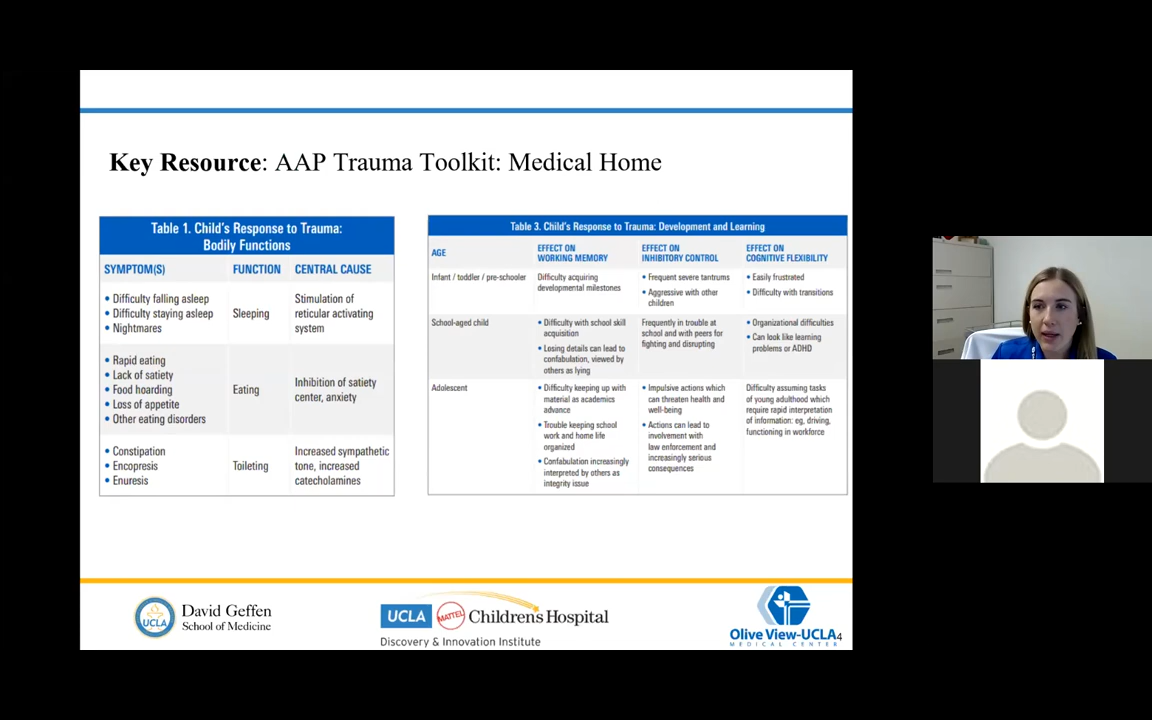 Key Resource: AAP Trauma Toolkit: Medical Home
Table 1. Child's Response to Trauma:
Bodily Functions
SYMPTOM(S) FUNCTION CENTRAL CAUSE
• Difficulty falling asleep
• Difficulty staying asleep
• Nightmares
Sleeping
Stimulation of
reticular activating
system
• Rapid eating
• Lack of satiety
• Food hoarding
• Loss of appetite
• Other eating disorders
Eating
Inhibition of satiety
center, anxiety
• Constipation
• Encopresis
• Enuresis
Toileting
Increased sympathetic
tone, increased
catecholamines
Table 3. Child's Response to Trauma: Development and Learning
AGE
EFFECT ON
WORKING MEMORY
EFFECT ON
INHIBITORY CONTROL
EFFECT ON
COGNITIVE FLEXIBILITY
Infant / toddler / pre-schooler
Difficulty acquiring
developmental milestones
• Frequent severe tantrums
• Aggressive with other
children
• Easily frustrated
• Difficulty with transitions
School-aged child
• Difficulty with school skill
acquisition
• Losing details can lead to
confabulation, viewed by
others as lying
Frequently in trouble at
school and with peers for
fighting and disrupting
• Organizational difficulties
• Can look like learning
problems or ADHD
Adolescent
• Difficulty keeping up with
material as academics
advance
• Trouble keeping school
work and home life
organized
• Confabulation increasingly
interpreted by others as
integrity issue
• Impulsive actions which
can threaten health and
well-being
• Actions can lead to
involvement with
law enforcement and
increasingly serious
consequences
Difficulty assuming tasks
of young adulthood which
require rapid interpretation
of information: eg, driving,
functioning in workforce
UCLA
David Geffen
School of Medicine
UCLA MATTEL Children's Hospital
Discovery & Innovation Institute
Olive View-UCLA
MEDICAL CENTER
4